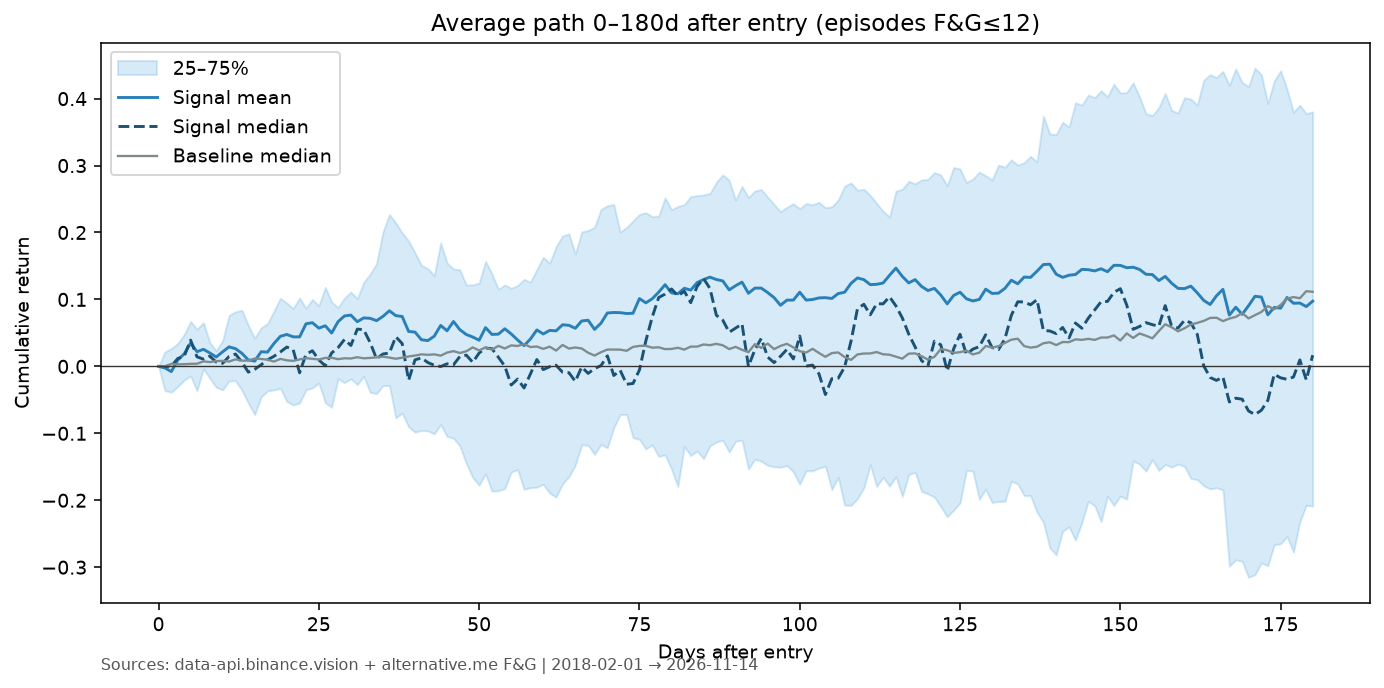 Average path 0–180d after entry (episodes F&G≤12)
25–75%
Signal mean
Signal median
Baseline median
Cumulative return
0.4
0.3
0.2
0.1
0.0
−0.1
−0.2
−0.3
0
25
50
75
100
125
150
175
Days after entry
Sources: data-api.binance.vision + alternative.me F&G | 2018-02-01 → 2026-11-14